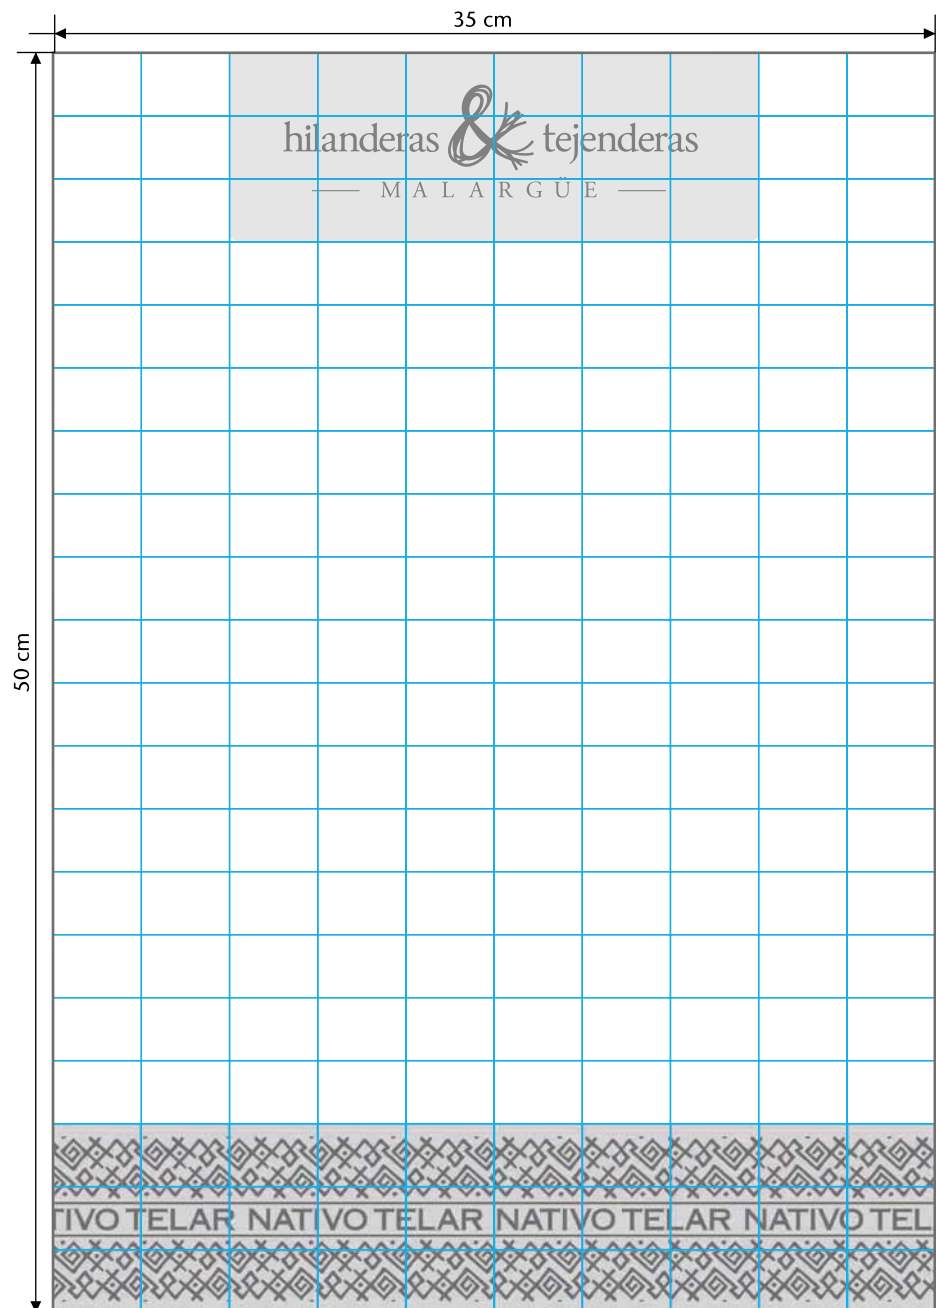 35 cm
hilanderas & tejenderas
MALARGÜE
50 cm
TIVO TELAR NATIVO TELAR NATIVO TELAR NATIVO TEL